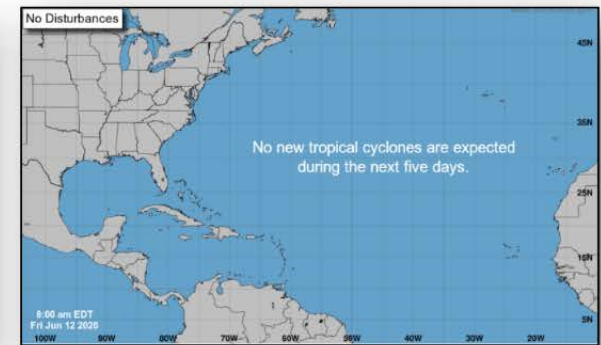 No Disturbances
45N
35N
No new tropical cyclones are expected
during the next five days.
25N
15N
8:00 am EDT
Fri Jun 12 2026
5N
100W 90W 80W 70W 60W 50W 40W 30W 20W